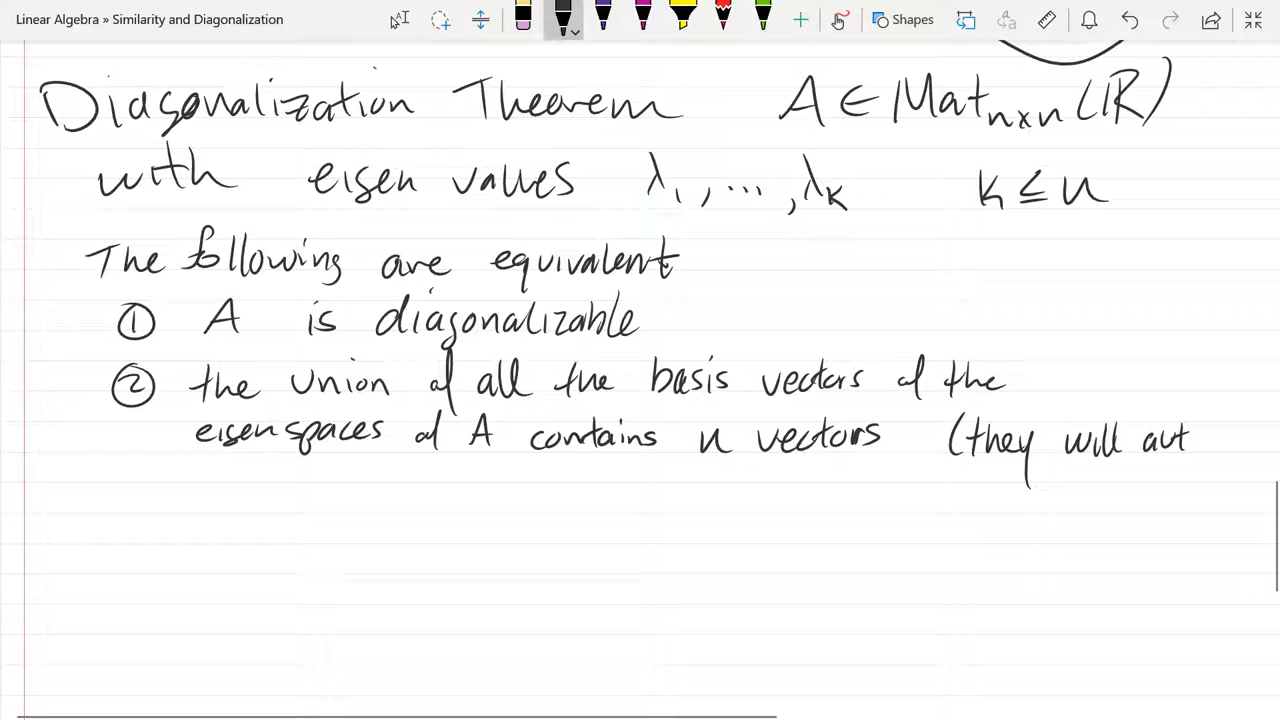 Linear Algebra » Similarity and Diagonalization
Shapes
Diagonalization Theorem A ∈ Mat n×n (ℝ)
with eigen values λ₁, ..., λₖ k ≤ n
The following are equivalent
① A is diagonalizable
② the union of all the basis vectors of the
eigenspaces of A contains n vectors (they will aut